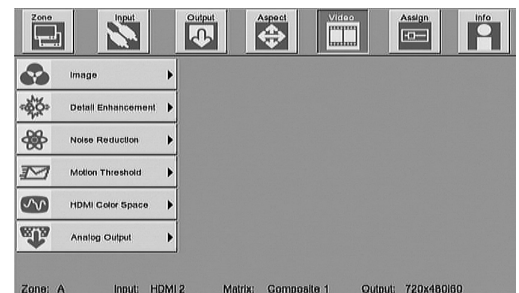 Zone Input Output Aspect Video Assign Info
Image
Detail Enhancement
Noise Reduction
Motion Threshold
HDMI Color Space
Analog Output
Zone: A Input: HDMI 2 Matrix: Composite 1 Output: 720x480i60